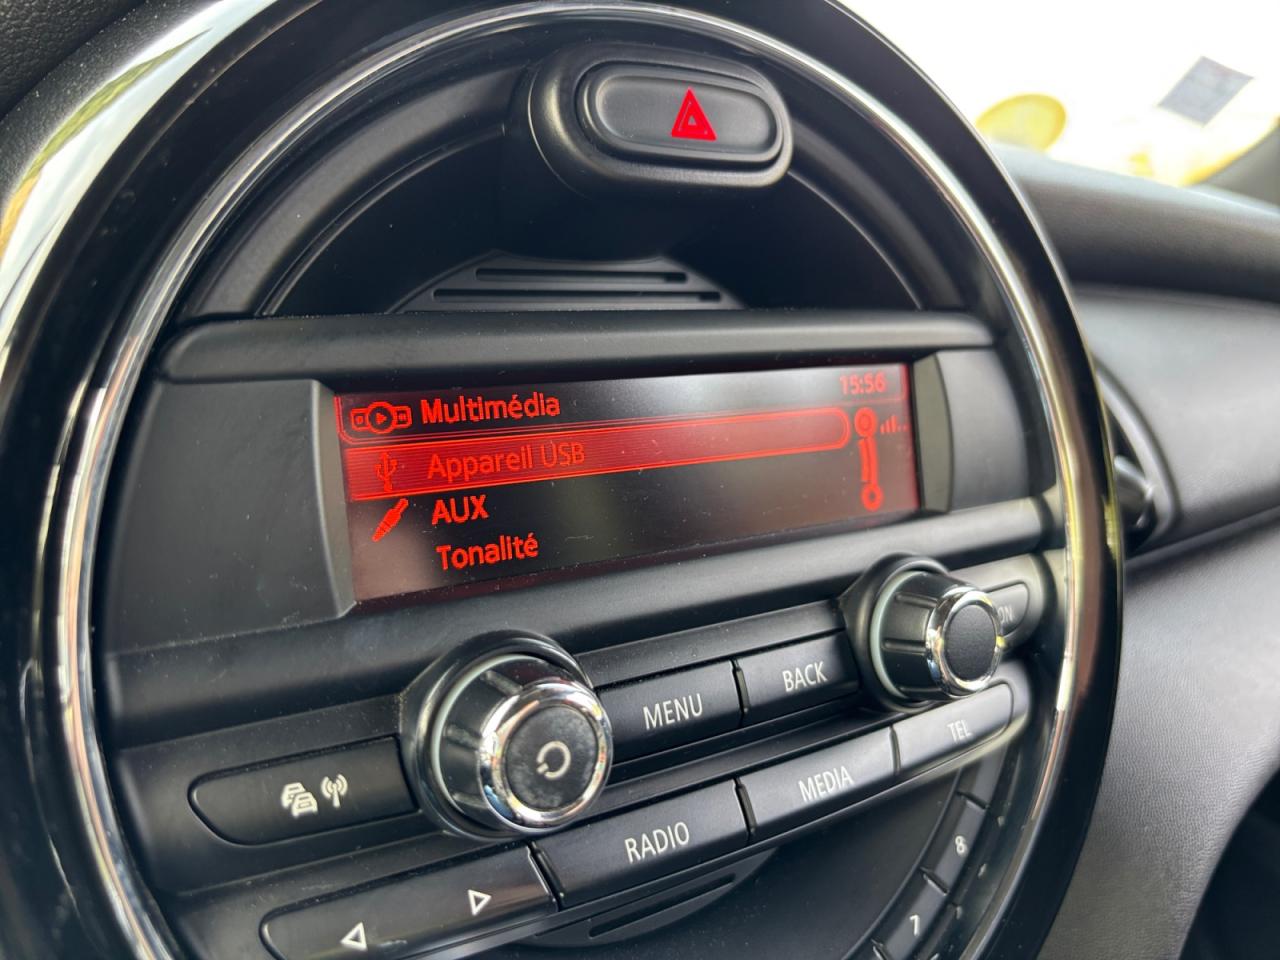 Multimédia 15:56
Appareil USB
AUX
Tonalité
MENU BACK
RADIO MEDIA TEL
8
7